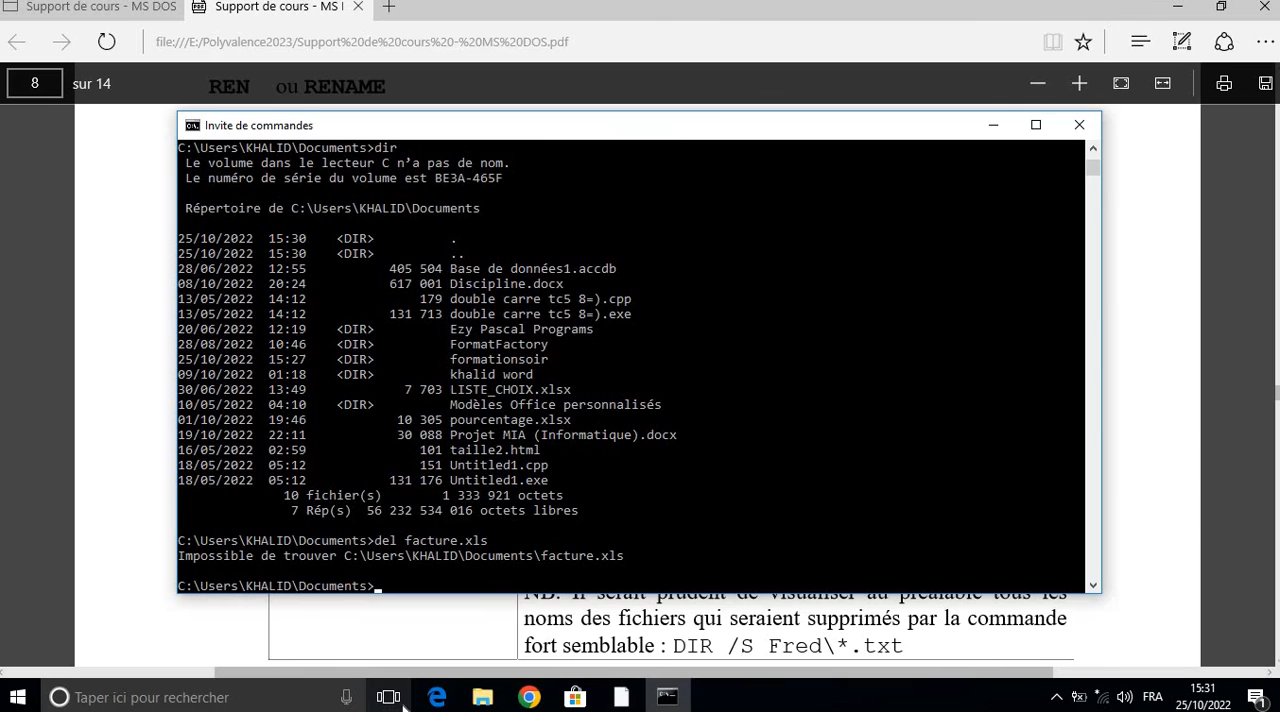 Support de cours - MS DOS
Support de cours - MS I
file:///E:/Polyvalence2023/Support%20de%20cours%20-%20MS%20DOS.pdf
8 sur 14
REN ou RENAME
Invite de commandes
C:\Users\KHALID\Documents>dir
Le volume dans le lecteur C n’a pas de nom.
Le numéro de série du volume est BE3A-465F
Répertoire de C:\Users\KHALID\Documents
25/10/2022 15:30 <DIR> .
25/10/2022 15:30 <DIR> ..
28/06/2022 12:55 405 504 Base de données1.accdb
08/10/2022 20:24 617 001 Discipline.docx
13/05/2022 14:12 179 double carre tc5 8=).cpp
13/05/2022 14:12 131 713 double carre tc5 8=).exe
20/06/2022 12:19 <DIR> Ezy Pascal Programs
28/08/2022 10:46 <DIR> FormatFactory
25/10/2022 15:27 <DIR> formationsoir
09/10/2022 01:18 <DIR> khalid word
30/06/2022 13:49 7 703 LISTE_CHOIX.xlsx
10/05/2022 04:10 <DIR> Modèles Office personnalisés
01/10/2022 19:46 10 305 pourcentage.xlsx
19/10/2022 22:11 30 088 Projet MIA (Informatique).docx
16/05/2022 02:59 101 taille2.html
18/05/2022 05:12 151 Untitled1.cpp
18/05/2022 05:12 131 176 Untitled1.exe
10 fichier(s) 1 333 921 octets
7 Rép(s) 56 232 534 016 octets libres
C:\Users\KHALID\Documents>del facture.xls
Impossible de trouver C:\Users\KHALID\Documents\facture.xls
C:\Users\KHALID\Documents>
NB: Il serait prudent de visualiser au préalable tous les
noms des fichiers qui seraient supprimés par la commande
fort semblable : DIR /S Fred\*.txt
Taper ici pour rechercher
FRA
15:31
25/10/2022
1